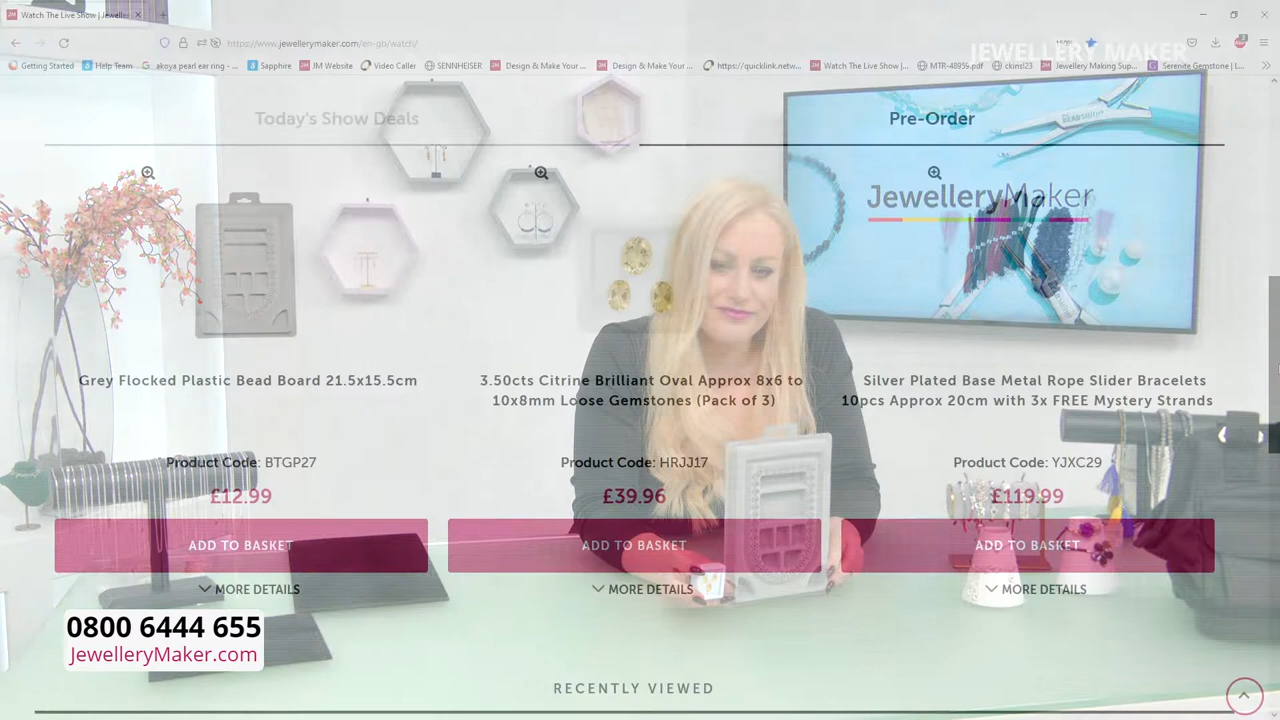 Watch The Live Show | Jeweller
https://www.jewellerymaker.com/en-gb/watch/
JEWELLERY MAKER
Getting Started
Help Team
akoya pearl ear ring - ...
Sapphire
JM Website
Video Caller
SENNHEISER
Design & Make Your ...
Design & Make Your ...
https://quicklink.netw...
Watch The Live Show |...
MTR-48959.pdf
ckinsl23
Jewellery Making Sup...
Serenite Gemstone | L...
Today's Show Deals
Pre-Order
JewelleryMaker
Grey Flocked Plastic Bead Board 21.5x15.5cm
3.50cts Citrine Brilliant Oval Approx 8x6 to
10x8mm Loose Gemstones (Pack of 3)
Silver Plated Base Metal Rope Slider Bracelets
10pcs Approx 20cm with 3x FREE Mystery Strands
Product Code: BTGP27
Product Code: HRJJ17
Product Code: YJXC29
£12.99
£39.96
£119.99
ADD TO BASKET
ADD TO BASKET
ADD TO BASKET
MORE DETAILS
MORE DETAILS
MORE DETAILS
0800 6444 655
JewelleryMaker.com
RECENTLY VIEWED